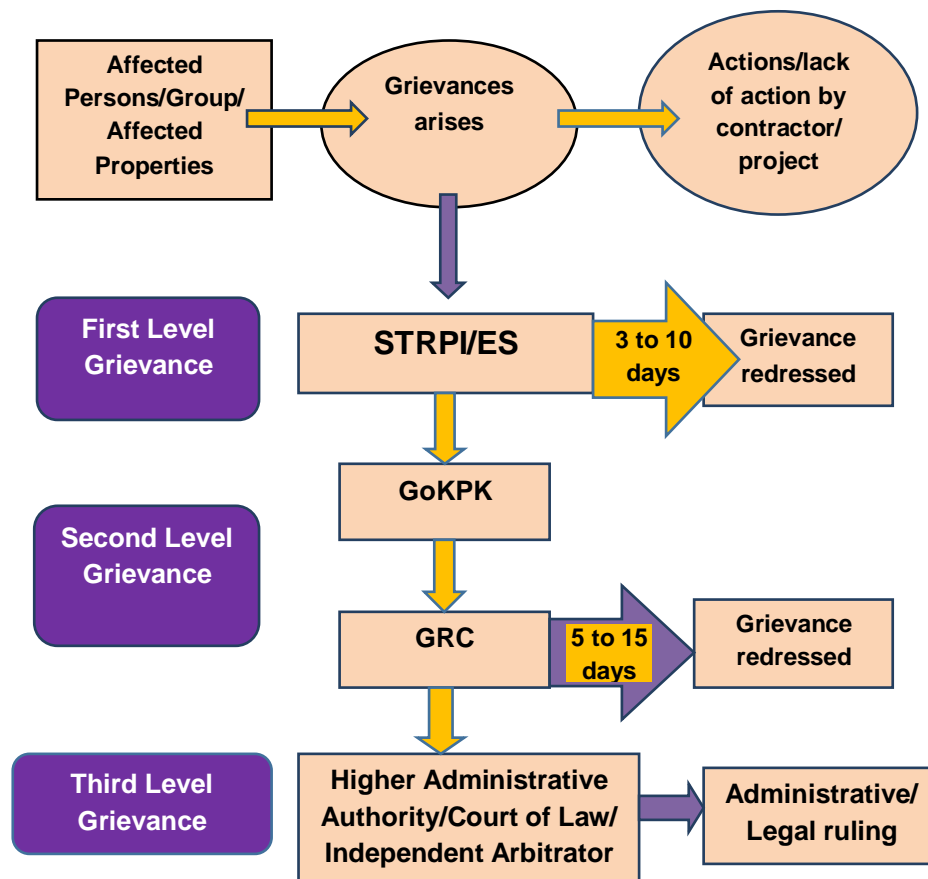 Affected
Persons/Group/
Affected
Properties
Grievances
arises
Actions/lack
of action by
contractor/
project
First Level
Grievance
STRPI/ES
3 to 10
days
Grievance
redressed
GoKPK
Second Level
Grievance
GRC
5 to 15
days
Grievance
redressed
Third Level
Grievance
Higher Administrative
Authority/Court of Law/
Independent Arbitrator
Administrative/
Legal ruling